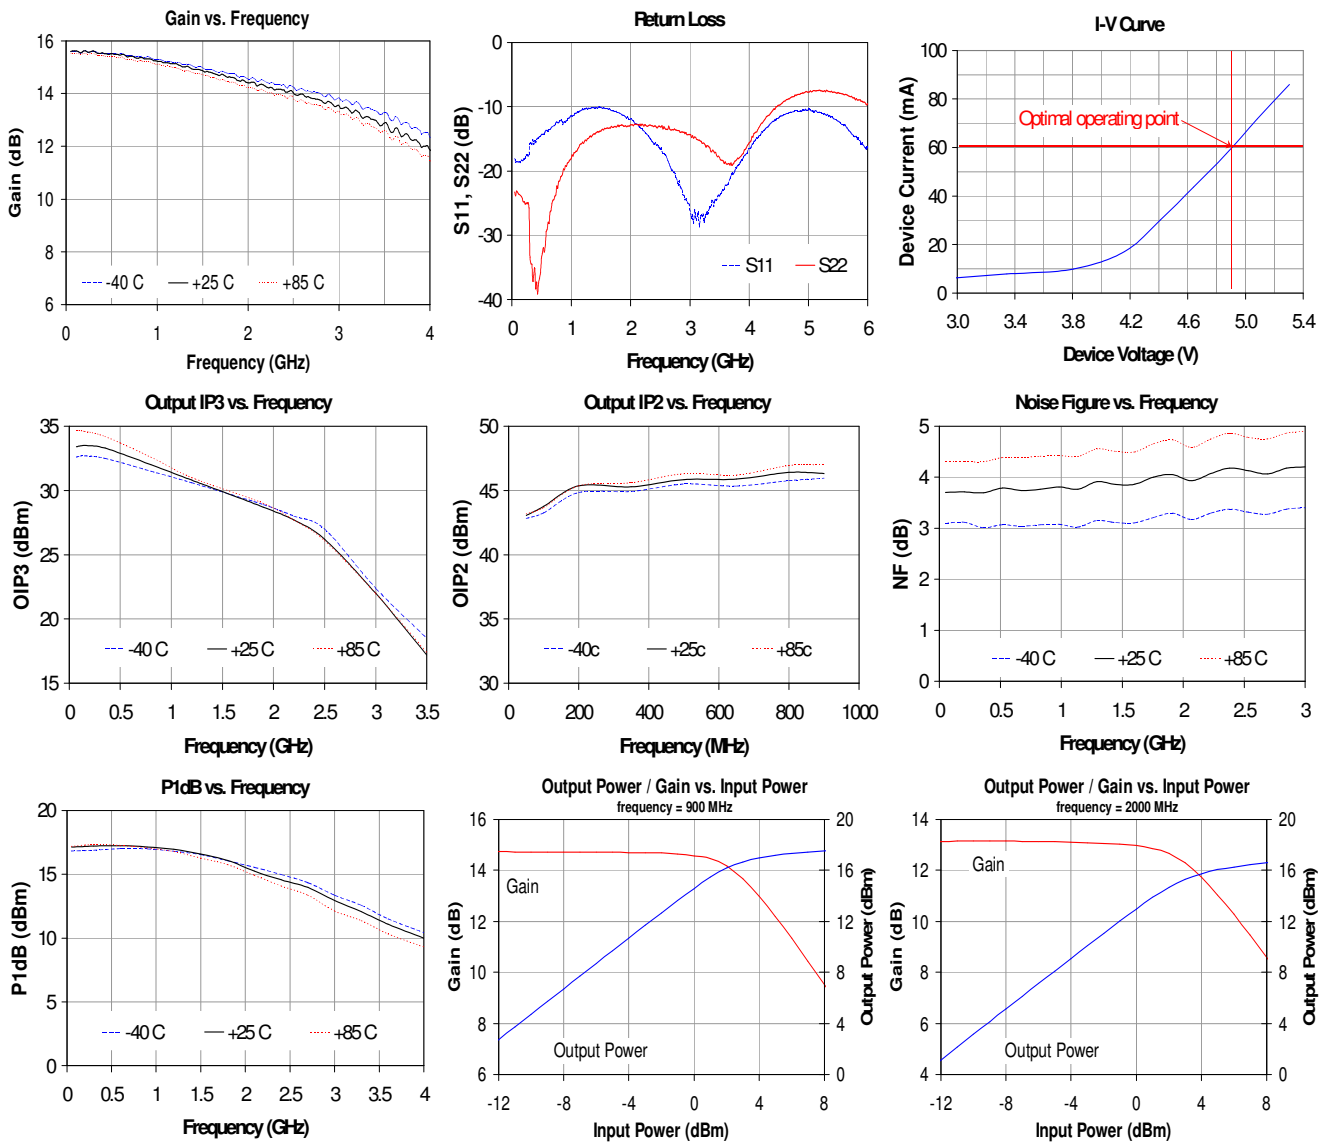 Gain vs. Frequency
16
14
12
10
8
6
Gain (dB)
-40 C
+25 C
+85 C
0
1
2
3
4
Frequency (GHz)
Return Loss
0
-10
-20
-30
-40
S11, S22 (dB)
S11
S22
0
1
2
3
4
5
6
Frequency (GHz)
I-V Curve
100
80
60
40
20
0
Device Current (mA)
Optimal operating point
3.0
3.4
3.8
4.2
4.6
5.0
5.4
Device Voltage (V)
Output IP3 vs. Frequency
35
30
25
20
15
OIP3 (dBm)
-40 C
+25 C
+85 C
0
0.5
1
1.5
2
2.5
3
3.5
Frequency (GHz)
Output IP2 vs. Frequency
50
45
40
35
30
OIP2 (dBm)
-40c
+25c
+85c
0
200
400
600
800
1000
Frequency (MHz)
Noise Figure vs. Frequency
5
4
3
2
1
0
NF (dB)
-40 C
+25 C
+85 C
0
0.5
1
1.5
2
2.5
3
Frequency (GHz)
P1dB vs. Frequency
20
15
10
5
0
P1dB (dBm)
-40 C
+25 C
+85 C
0
0.5
1
1.5
2
2.5
3
3.5
4
Frequency (GHz)
Output Power / Gain vs. Input Power
frequency = 900 MHz
16
14
12
10
8
6
Gain (dB)
Gain
Output Power
20
16
12
8
4
0
Output Power (dBm)
-12
-8
-4
0
4
8
Input Power (dBm)
Output Power / Gain vs. Input Power
frequency = 2000 MHz
14
12
10
8
6
4
Gain (dB)
Gain
Output Power
20
16
12
8
4
0
Output Power (dBm)
-12
-8
-4
0
4
8
Input Power (dBm)